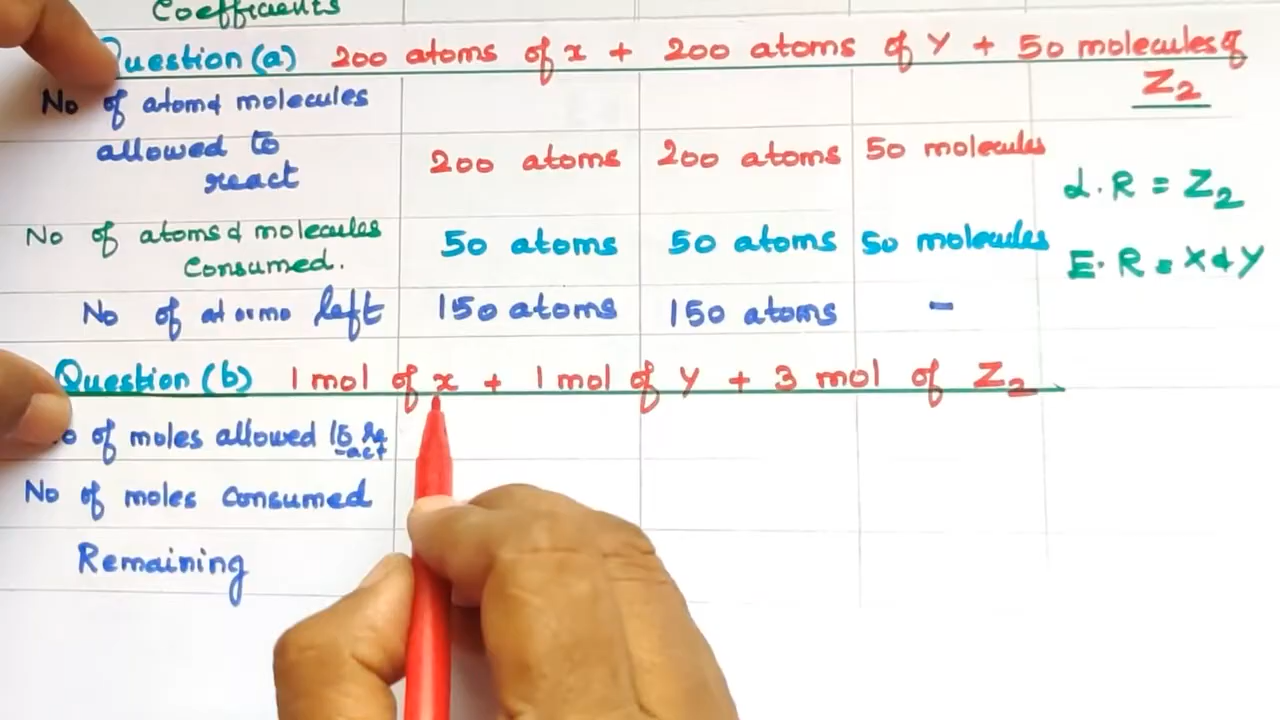 Coefficients
Question (a) 200 atoms of x + 200 atoms of Y + 50 molecules of
Z2
No of atom & molecules
allowed to
react
200 atoms 200 atoms 50 molecules
L.R = Z2
No of atoms & molecules
Consumed.
50 atoms 50 atoms 50 molecules
E.R = X & Y
No of atoms left 150 atoms 150 atoms -
Question (b) 1 mol of x + 1 mol of Y + 3 mol of Z2
of moles allowed to re
-act
No of moles consumed
Remaining